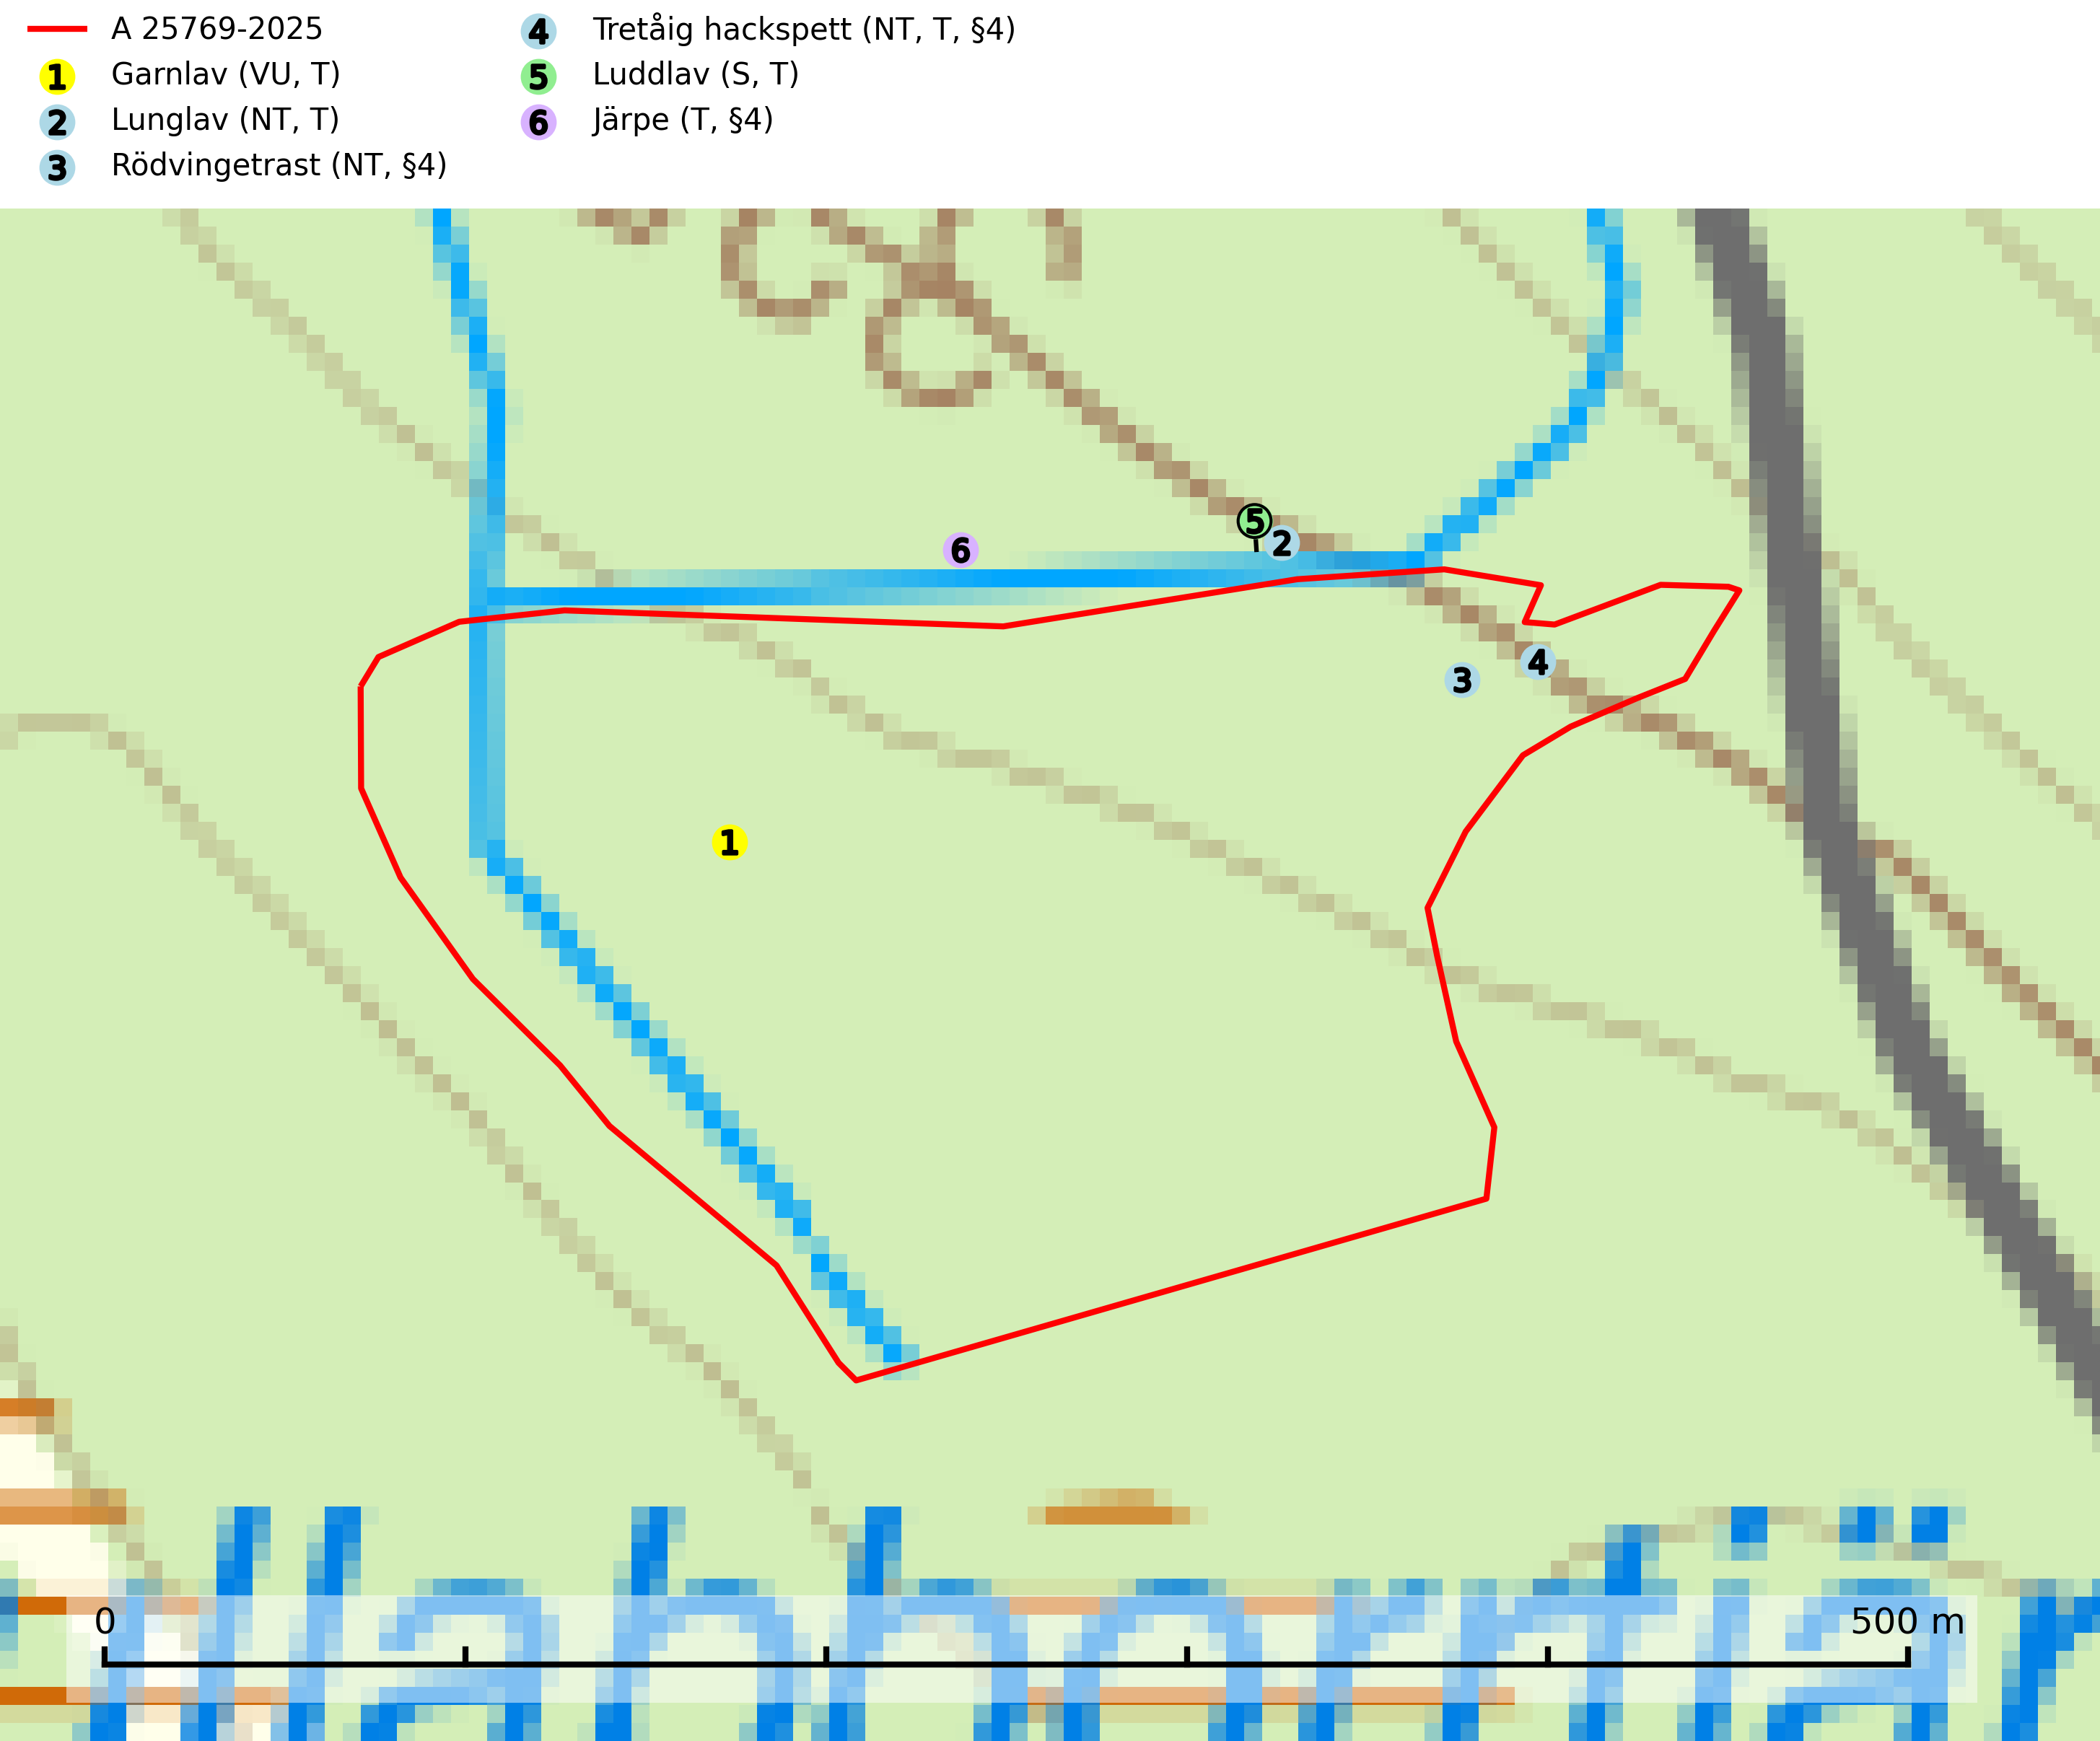 A 25769-2025
1 Garnlav (VU, T)
2 Lunglav (NT, T)
3 Rödvingetrast (NT, §4)
4 Tretåig hackspett (NT, T, §4)
5 Luddlav (S, T)
6 Järpe (T, §4)
5
2
6
4
3
1
0
500 m